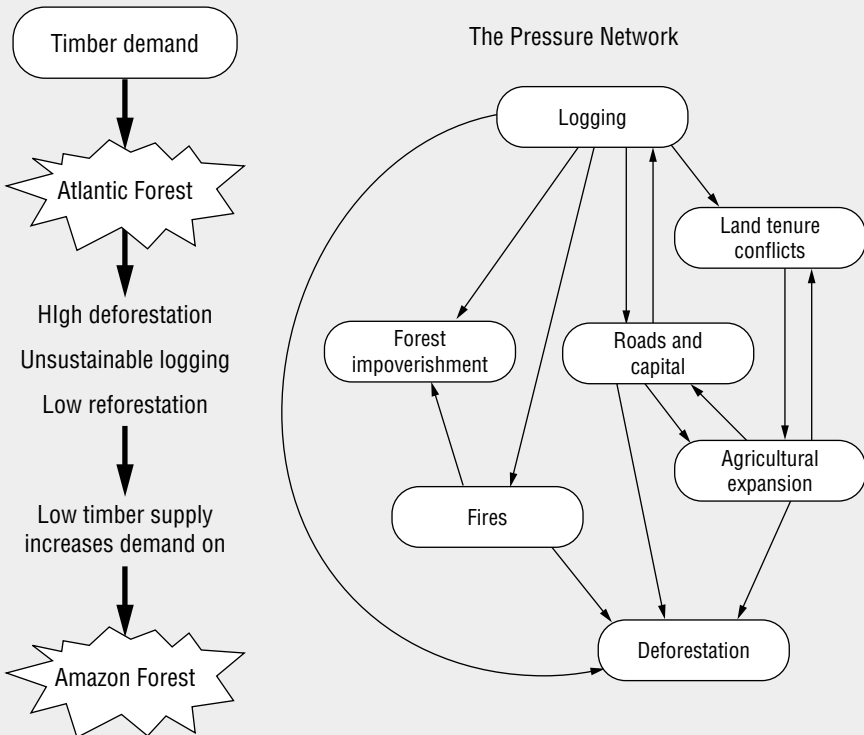 Timber demand
Atlantic Forest
HIgh deforestation
Unsustainable logging
Low reforestation
Low timber supply
increases demand on
Amazon Forest
The Pressure Network
Logging
Land tenure
conflicts
Forest
impoverishment
Roads and
capital
Agricultural
expansion
Fires
Deforestation